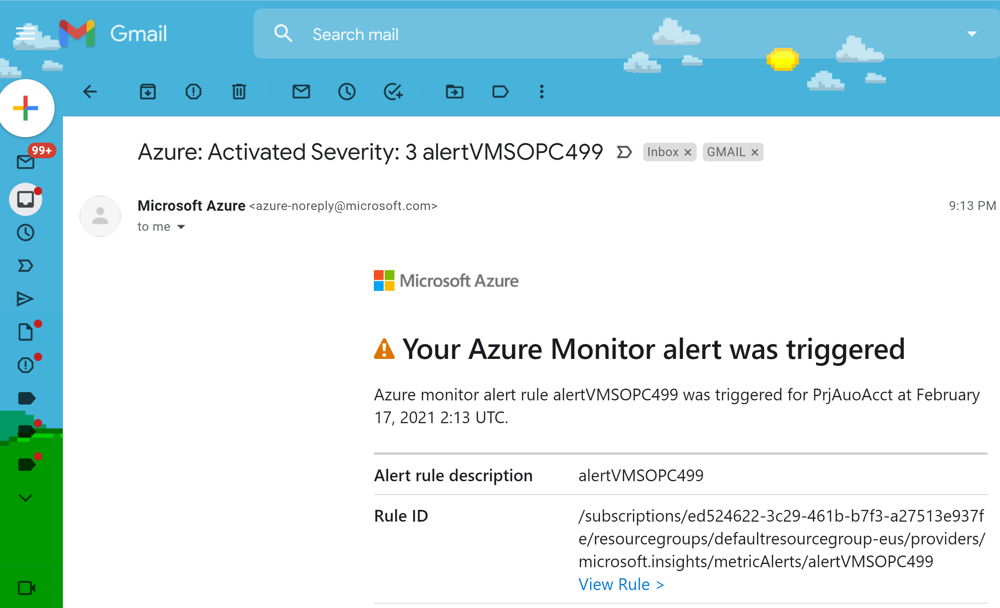 Gmail
Search mail
99+
Azure: Activated Severity: 3 alertVMSOPC499 Inbox × GMAIL ×
Microsoft Azure <azure-noreply@microsoft.com> 9:13 PM
to me
Microsoft Azure
Your Azure Monitor alert was triggered
Azure monitor alert rule alertVMSOPC499 was triggered for PrjAuoAcct at February
17, 2021 2:13 UTC.
Alert rule description alertVMSOPC499
Rule ID /subscriptions/ed524622-3c29-461b-b7f3-a27513e937f
e/resourcegroups/defaultresourcegroup-eus/providers/
microsoft.insights/metricAlerts/alertVMSOPC499
View Rule >